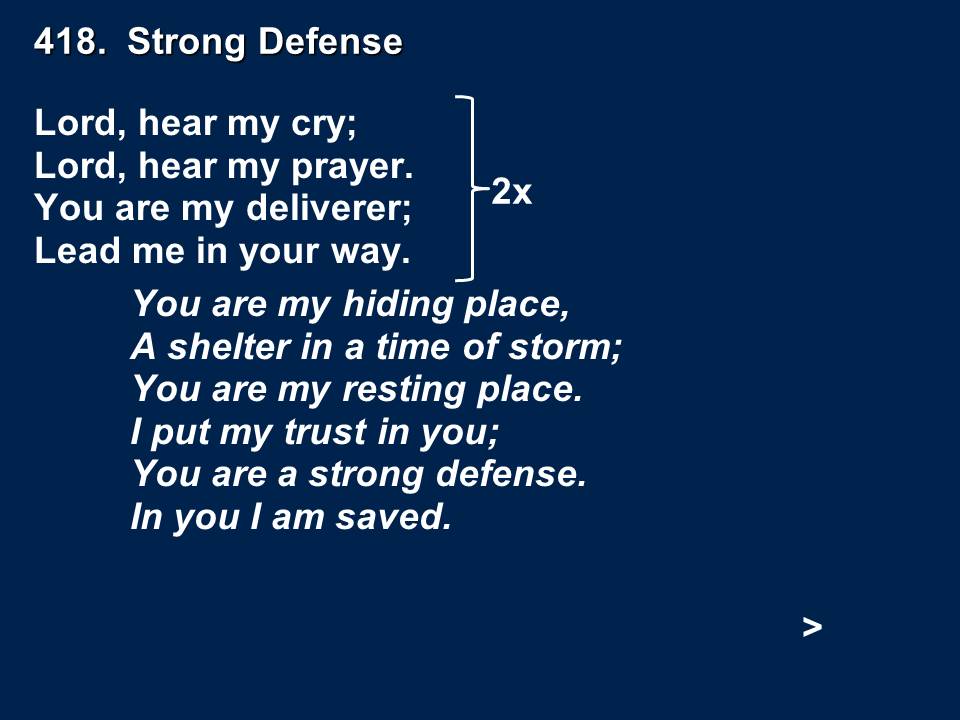 418.  Strong Defense
Lord, hear my cry;
Lord, hear my prayer.
You are my deliverer;
Lead me in your way.
2x
You are my hiding place,
A shelter in a time of storm;
You are my resting place.
I put my trust in you;
You are a strong defense.
In you I am saved.
>